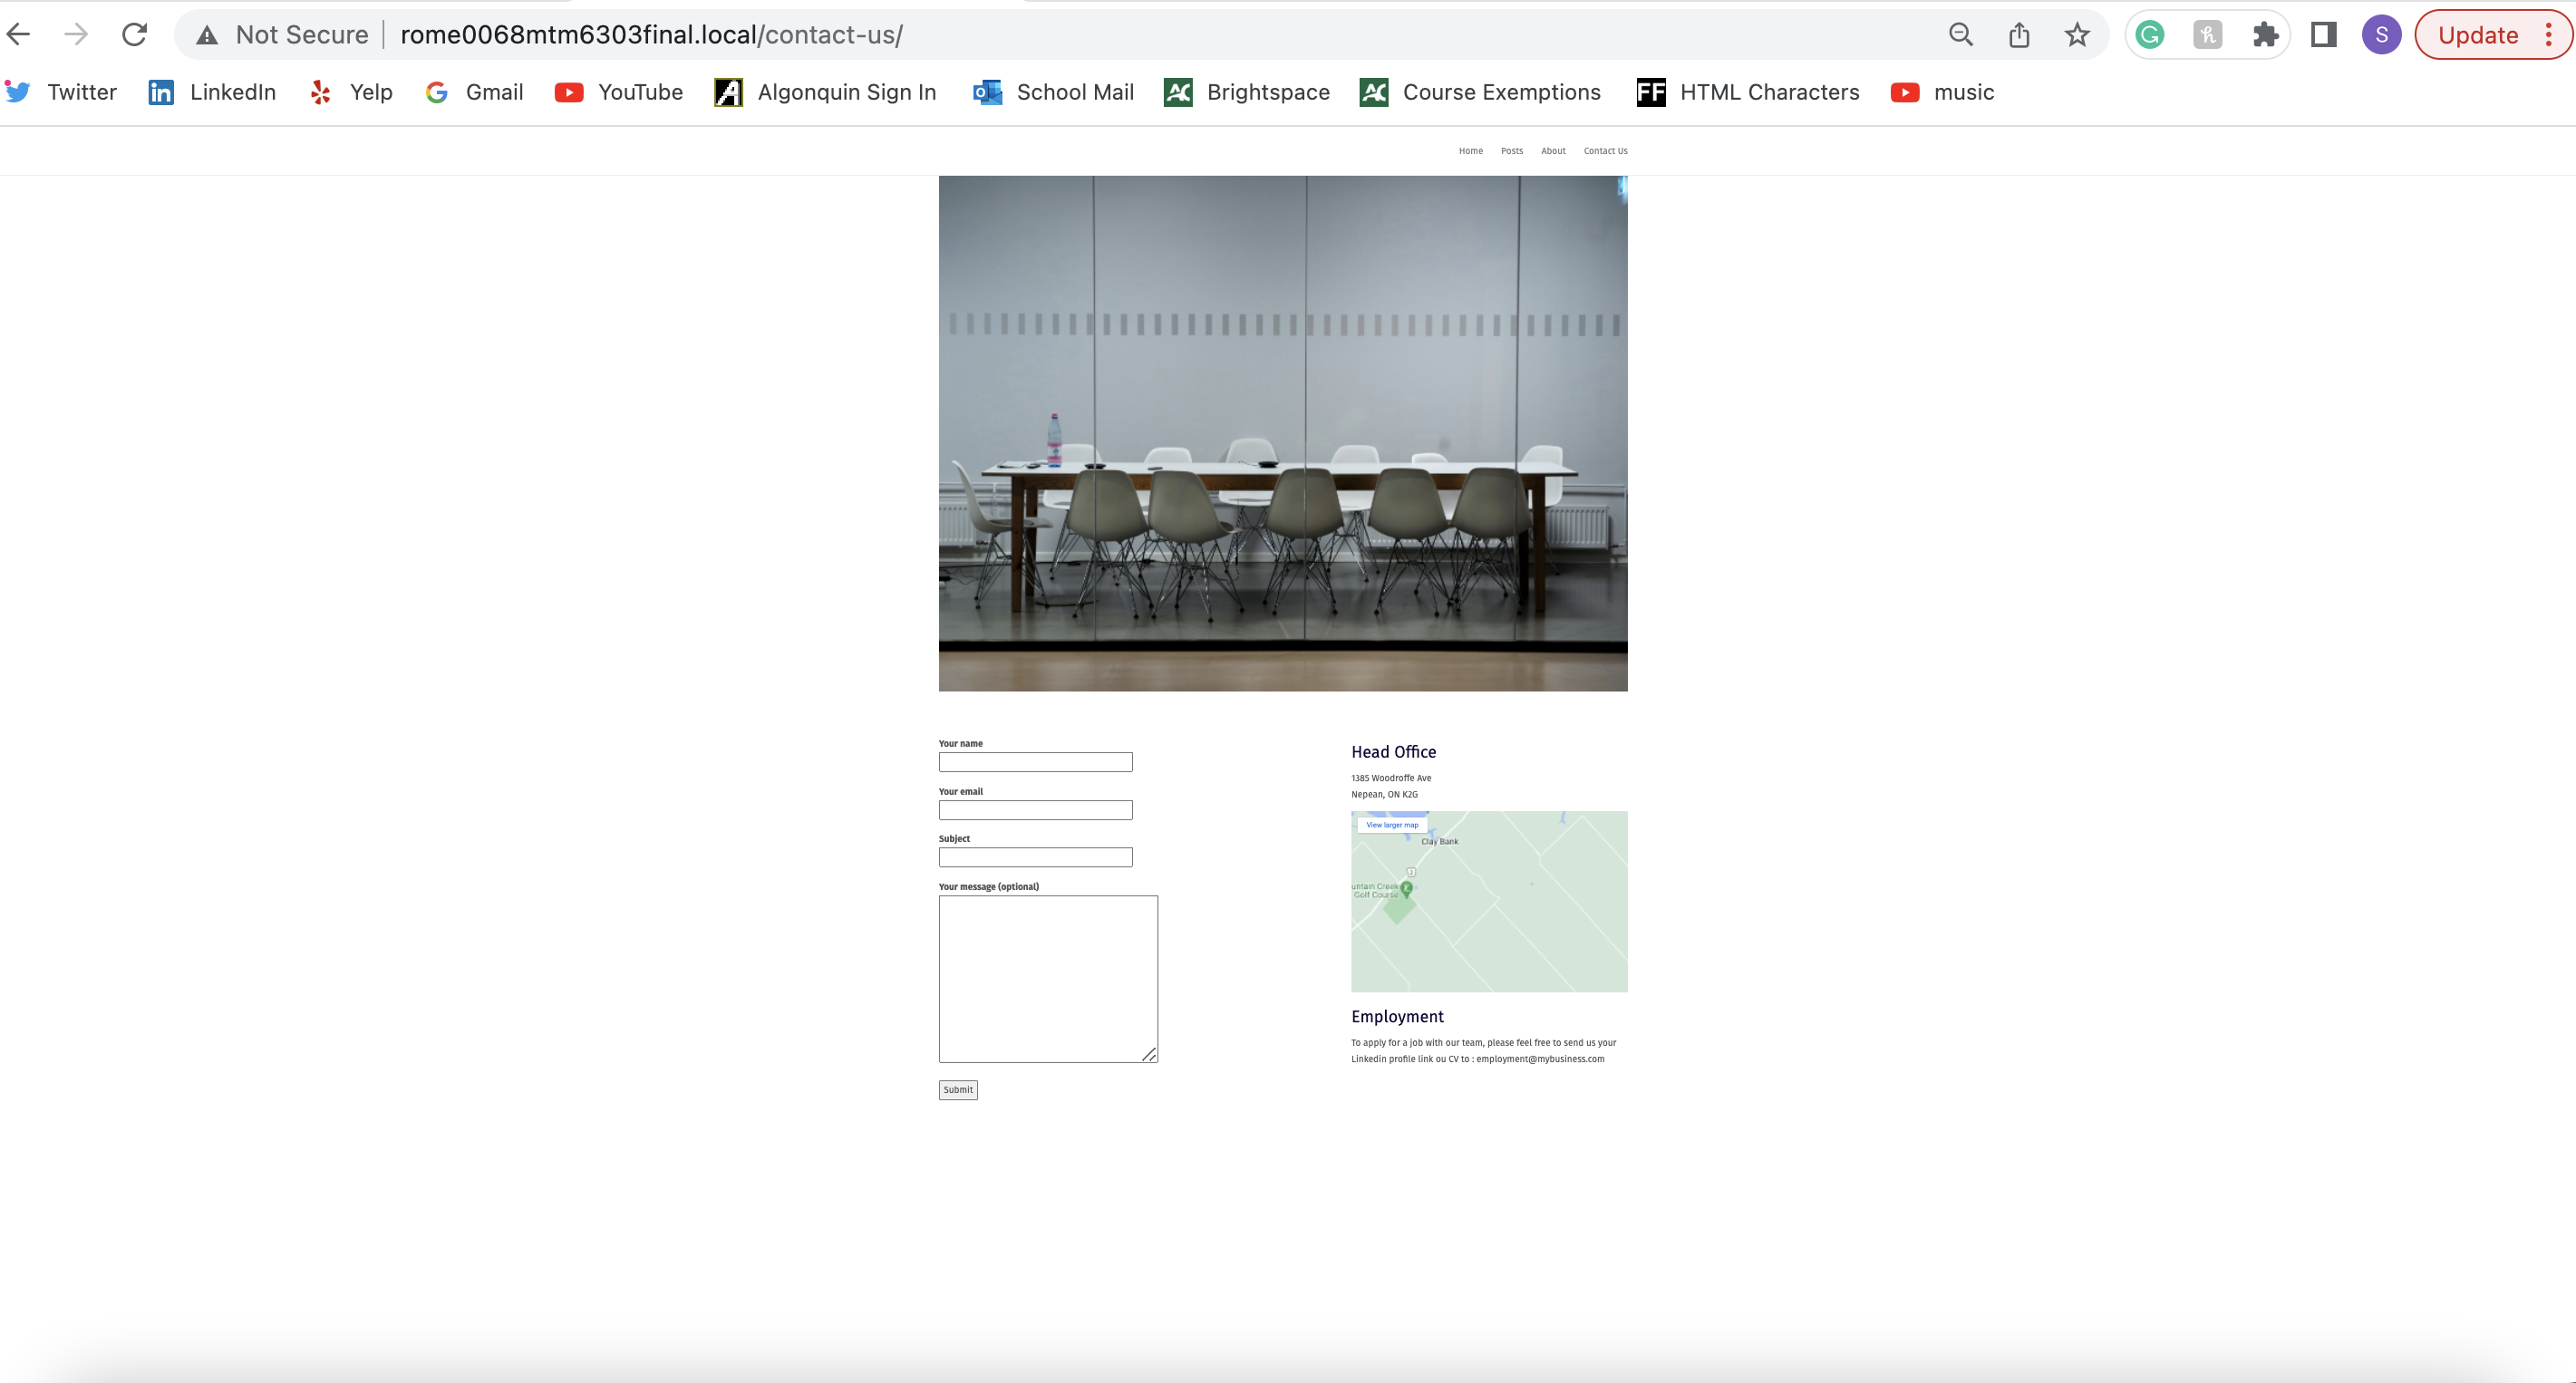 Not Secure rome0068mtm6303final.local/contact-us/ S Update
Twitter LinkedIn Yelp Gmail YouTube Algonquin Sign In School Mail Brightspace Course Exemptions FF HTML Characters music
Home Posts About Contact Us
Your name
Your email
Subject
Your message (optional)
Submit
Head Office
1385 Woodroffe Ave
Nepean, ON K2G
View larger map
Clay Bank
3
untain Creek
Golf Course
Employment
To apply for a job with our team, please feel free to send us your
Linkedin profile link ou CV to : employment@mybusiness.com